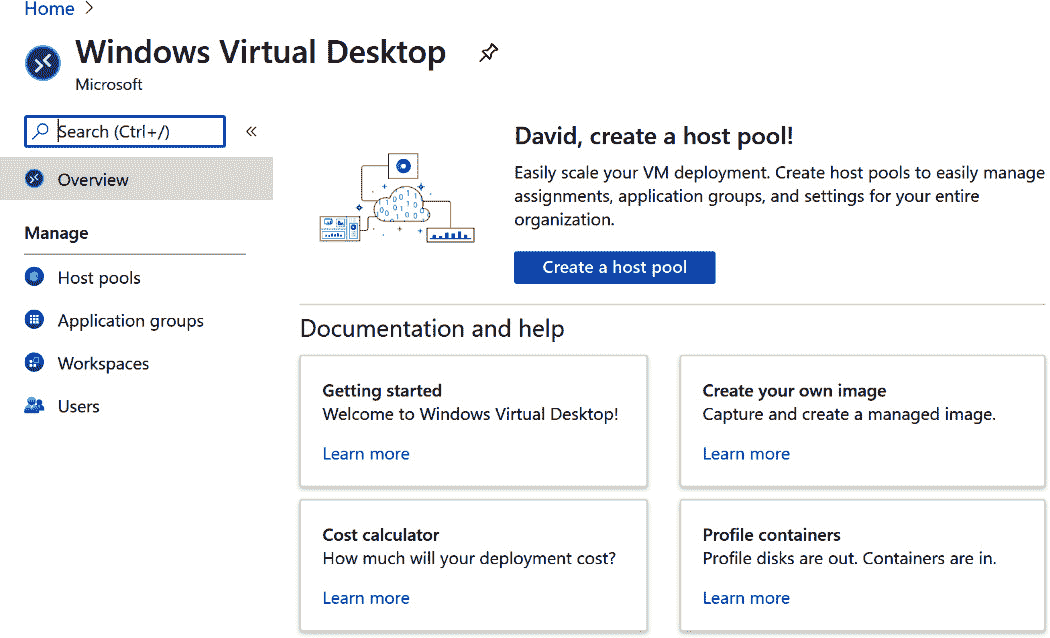 Home >
Windows Virtual Desktop
Microsoft
Search (Ctrl+/)
«
Overview
Manage
Host pools
Application groups
Workspaces
Users
David, create a host pool!
Easily scale your VM deployment. Create host pools to easily manage
assignments, application groups, and settings for your entire
organization.
Create a host pool
Documentation and help
Getting started
Welcome to Windows Virtual Desktop!
Learn more
Create your own image
Capture and create a managed image.
Learn more
Cost calculator
How much will your deployment cost?
Learn more
Profile containers
Profile disks are out. Containers are in.
Learn more